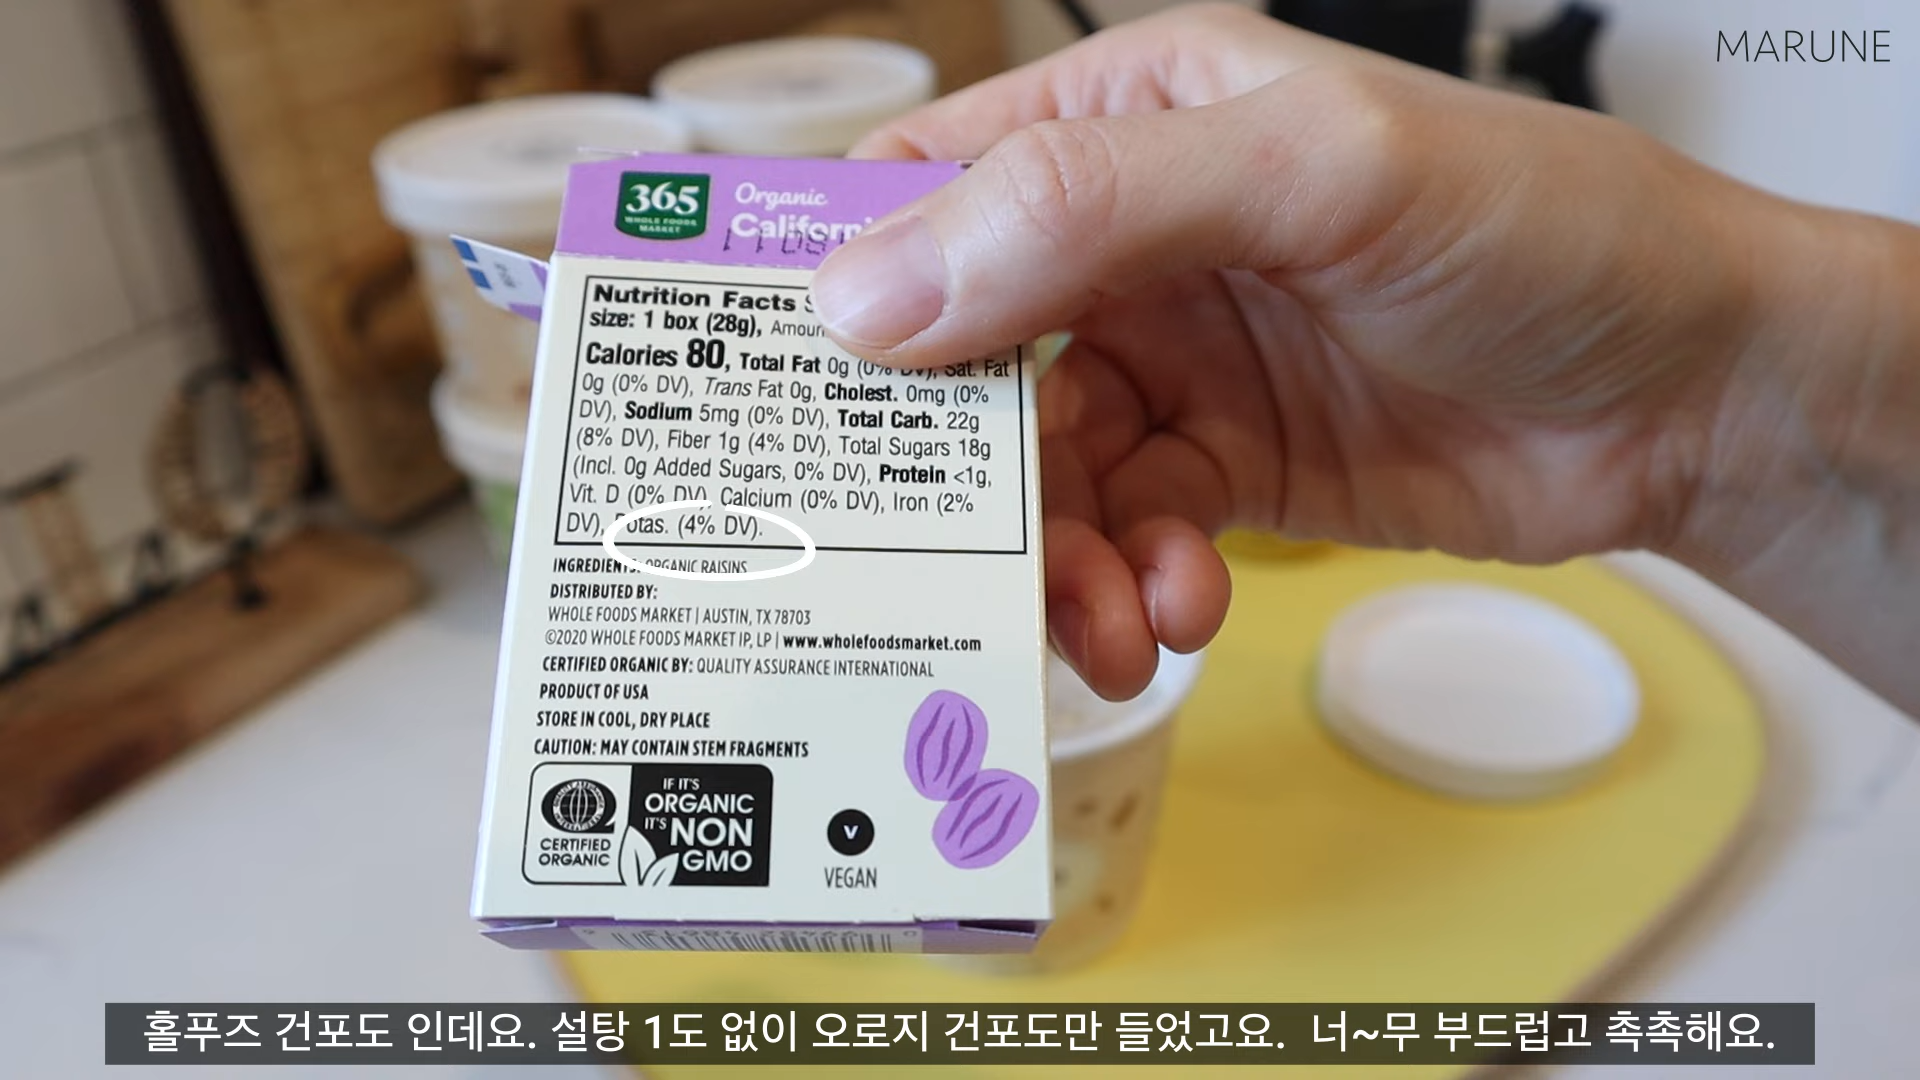 MARUNE
365
WHOLE FOODS
MARKET
Organic
Nutrition Facts
size: 1 box (28g),
Calories 80, Total Fat 0g (0% DV), Sat. Fat
0g (0% DV), Trans Fat 0g, Cholest. 0mg (0%
DV), Sodium 5mg (0% DV), Total Carb. 22g
(8% DV), Fiber 1g (4% DV), Total Sugars 18g
(Incl. 0g Added Sugars, 0% DV), Protein <1g,
Vit. D (0% DV), Calcium (0% DV), Iron (2%
DV), Potas. (4% DV).
INGREDIENTS: ORGANIC RAISINS
DISTRIBUTED BY:
WHOLE FOODS MARKET | AUSTIN, TX 78703
©2020 WHOLE FOODS MARKET IP, LP | www.wholefoodsmarket.com
CERTIFIED ORGANIC BY: QUALITY ASSURANCE INTERNATIONAL
PRODUCT OF USA
STORE IN COOL, DRY PLACE
CAUTION: MAY CONTAIN STEM FRAGMENTS
CERTIFIED
ORGANIC
IF IT'S
ORGANIC
IT'S NON
GMO
V
VEGAN
홀푸즈 건포도 인데요. 설탕 1도 없이 오로지 건포도만 들었고요. 너~무 부드럽고 촉촉해요.